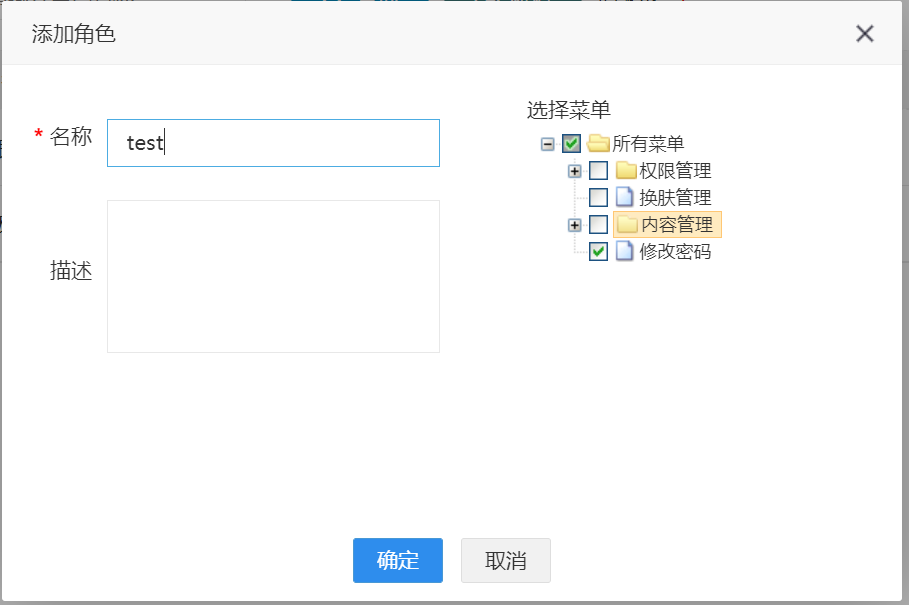 添加角色
* 名称
test
描述
选择菜单
所有菜单
权限管理
换肤管理
内容管理
修改密码
确定
取消